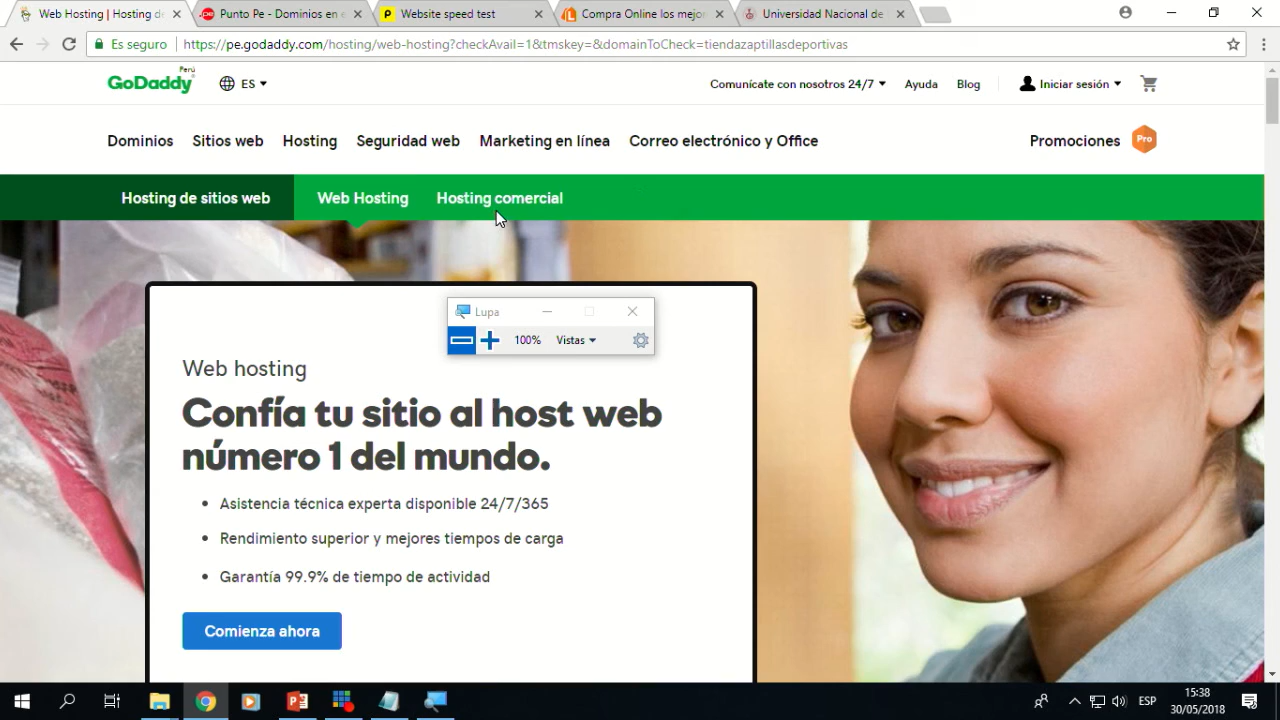 Web Hosting | Hosting de
Punto Pe - Dominios en e
Website speed test
Compra Online los mejor
Universidad Nacional de
Es seguro
https://pe.godaddy.com/hosting/web-hosting?checkAvail=1&tmskey=&domainToCheck=tiendazaptillasdeportivas
Perú
GoDaddy
ES
Comunícate con nosotros 24/7
Ayuda
Blog
Iniciar sesión
Dominios
Sitios web
Hosting
Seguridad web
Marketing en línea
Correo electrónico y Office
Promociones
Pro
Hosting de sitios web
Web Hosting
Hosting comercial
Lupa
100%
Vistas
Web hosting
Confía tu sitio al host web
número 1 del mundo.
Asistencia técnica experta disponible 24/7/365
Rendimiento superior y mejores tiempos de carga
Garantía 99.9% de tiempo de actividad
Comienza ahora
ESP
15:38
30/05/2018